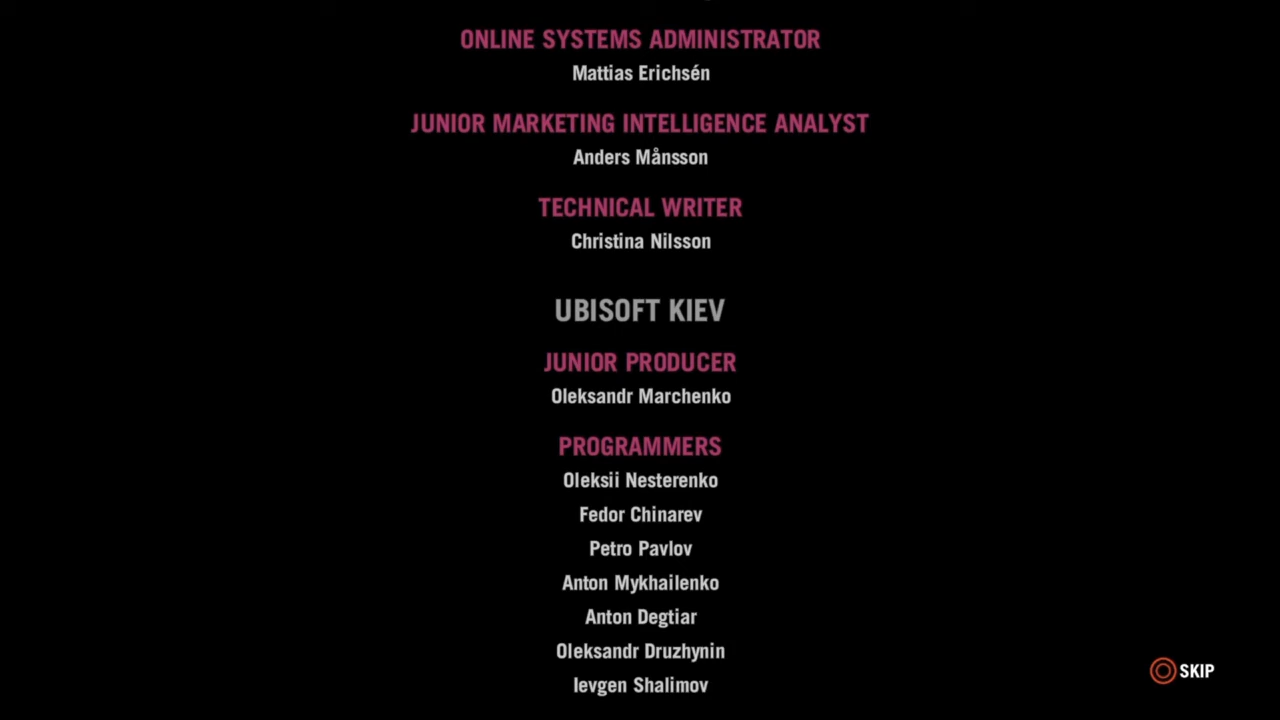 ONLINE SYSTEMS ADMINISTRATOR
Mattias Erichsén
JUNIOR MARKETING INTELLIGENCE ANALYST
Anders Månsson
TECHNICAL WRITER
Christina Nilsson
UBISOFT KIEV
JUNIOR PRODUCER
Oleksandr Marchenko
PROGRAMMERS
Oleksii Nesterenko
Fedor Chinarev
Petro Pavlov
Anton Mykhailenko
Anton Degtiar
Oleksandr Druzhynin
Ievgen Shalimov
SKIP